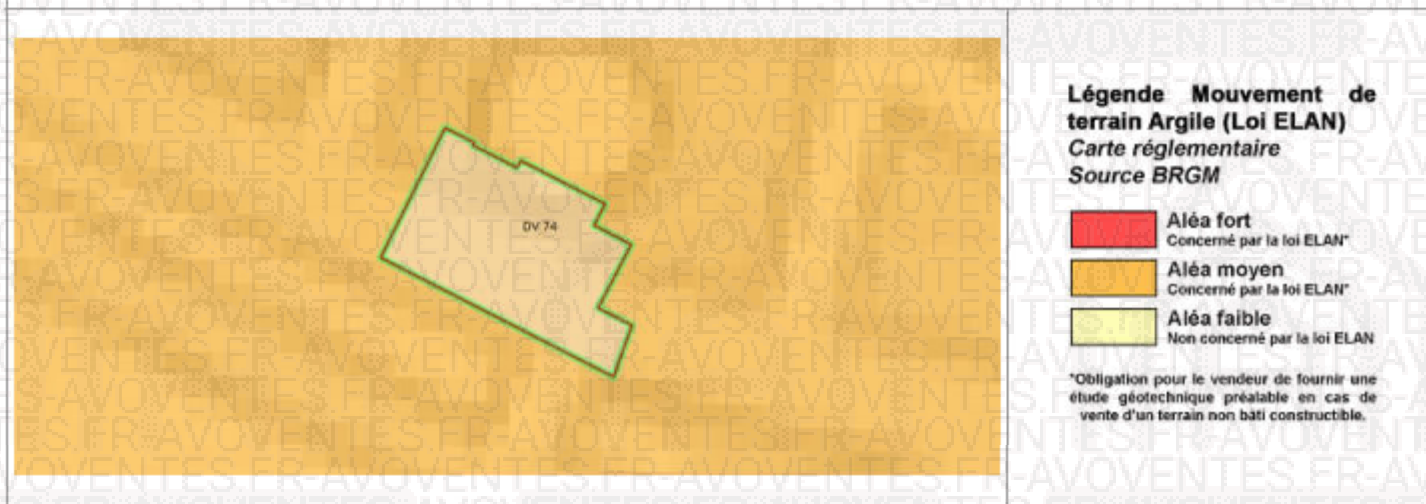 DV 74
Légende Mouvement de
terrain Argile (Loi ELAN)
Carte réglementaire
Source BRGM
Aléa fort
Concerné par la loi ELAN*
Aléa moyen
Concerné par la loi ELAN*
Aléa faible
Non concerné par la loi ELAN
*Obligation pour le vendeur de fournir une
étude géotechnique préalable en cas de
vente d'un terrain non bâti constructible.
AVOVENTES.FR